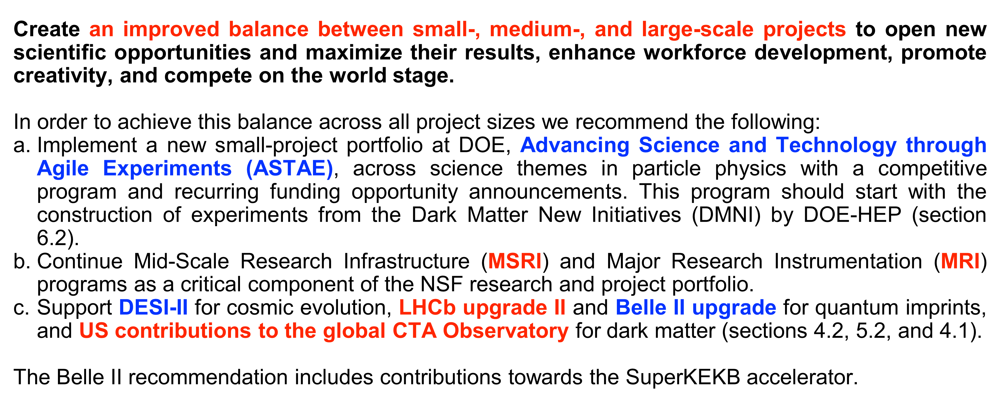 Create an improved balance between small-, medium-, and large-scale projects to open new
scientific opportunities and maximize their results, enhance workforce development, promote
creativity, and compete on the world stage.
In order to achieve this balance across all project sizes we recommend the following:
a. Implement a new small-project portfolio at DOE, Advancing Science and Technology through
Agile Experiments (ASTAE), across science themes in particle physics with a competitive
program and recurring funding opportunity announcements. This program should start with the
construction of experiments from the Dark Matter New Initiatives (DMNI) by DOE-HEP (section
6.2).
b. Continue Mid-Scale Research Infrastructure (MSRI) and Major Research Instrumentation (MRI)
programs as a critical component of the NSF research and project portfolio.
c. Support DESI-II for cosmic evolution, LHCb upgrade II and Belle II upgrade for quantum imprints,
and US contributions to the global CTA Observatory for dark matter (sections 4.2, 5.2, and 4.1).
The Belle II recommendation includes contributions towards the SuperKEKB accelerator.